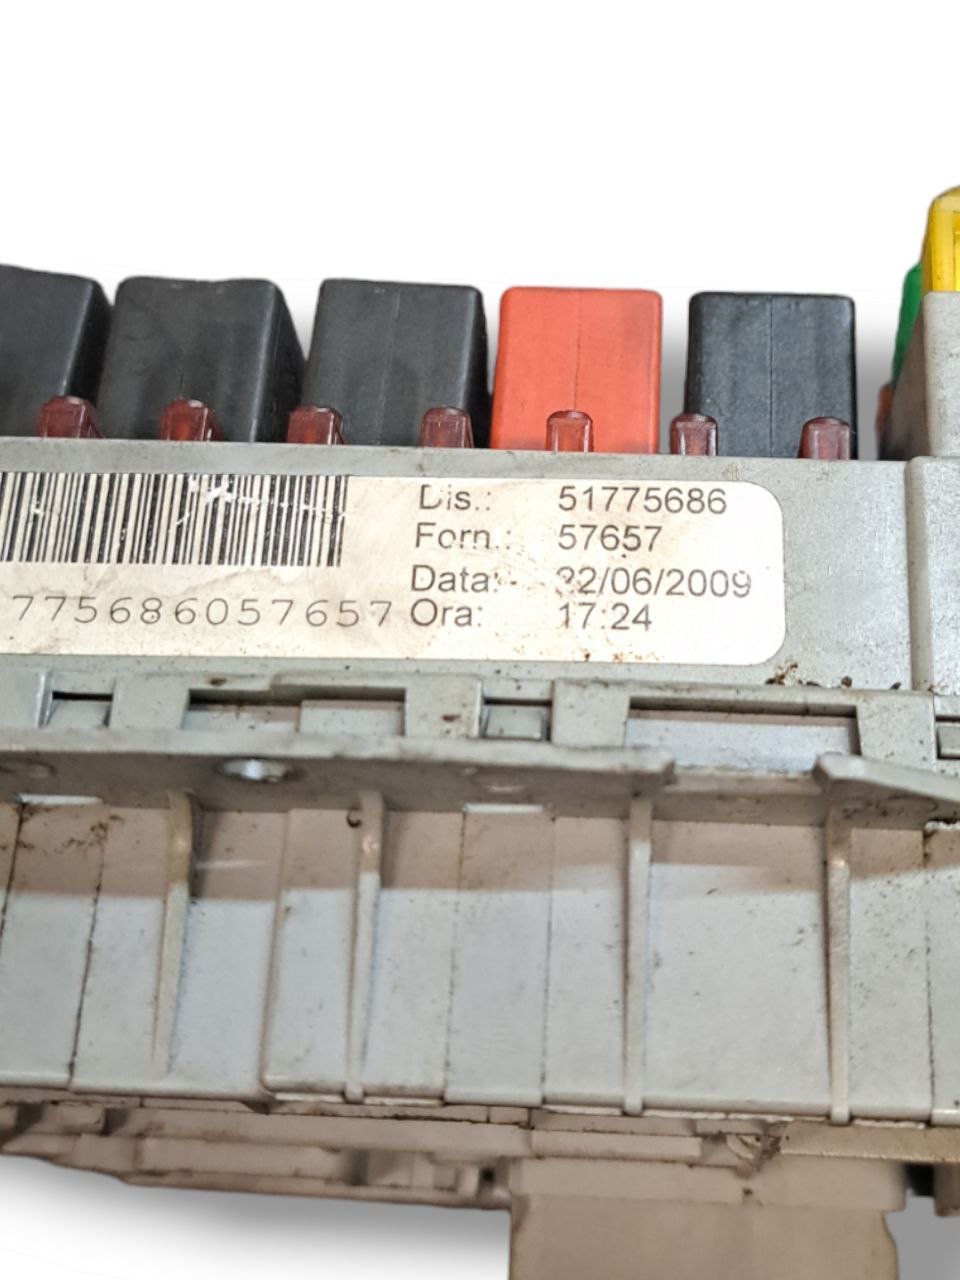 Dis.: 51775686
Forn.: 57657
Data: 22/06/2009
775686057657 Ora: 17:24